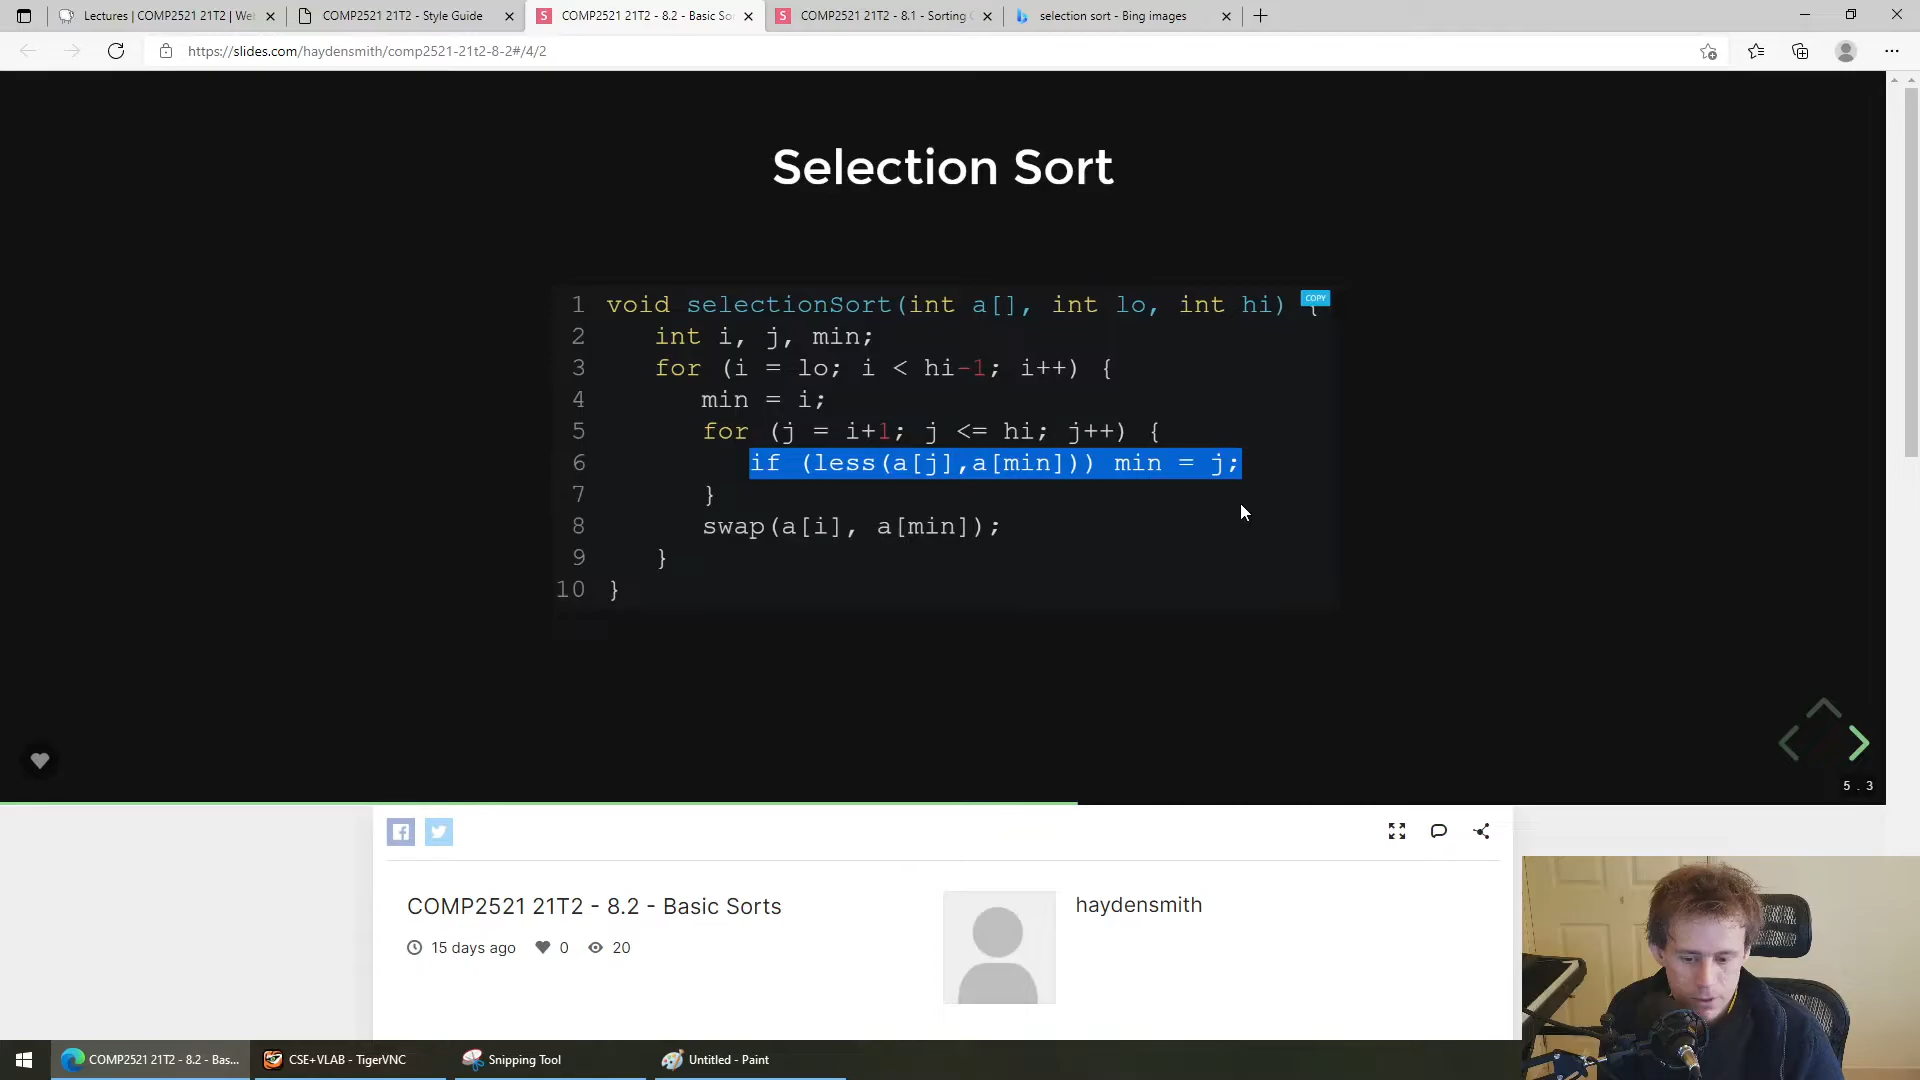 Lectures | COMP2521 21T2 | We
COMP2521 21T2 - Style Guide
COMP2521 21T2 - 8.2 - Basic So
COMP2521 21T2 - 8.1 - Sorting
selection sort - Bing images
https://slides.com/haydensmith/comp2521-21t2-8-2#/4/2
Selection Sort
COPY
1 void selectionSort(int a[], int lo, int hi) {
2 int i, j, min;
3 for (i = lo; i < hi-1; i++) {
4 min = i;
5 for (j = i+1; j <= hi; j++) {
6 if (less(a[j],a[min])) min = j;
7 }
8 swap(a[i], a[min]);
9 }
10 }
5 . 3
COMP2521 21T2 - 8.2 - Basic Sorts
haydensmith
15 days ago 0 20
COMP2521 21T2 - 8.2 - Bas...
CSE+VLAB - TigerVNC
Snipping Tool
Untitled - Paint